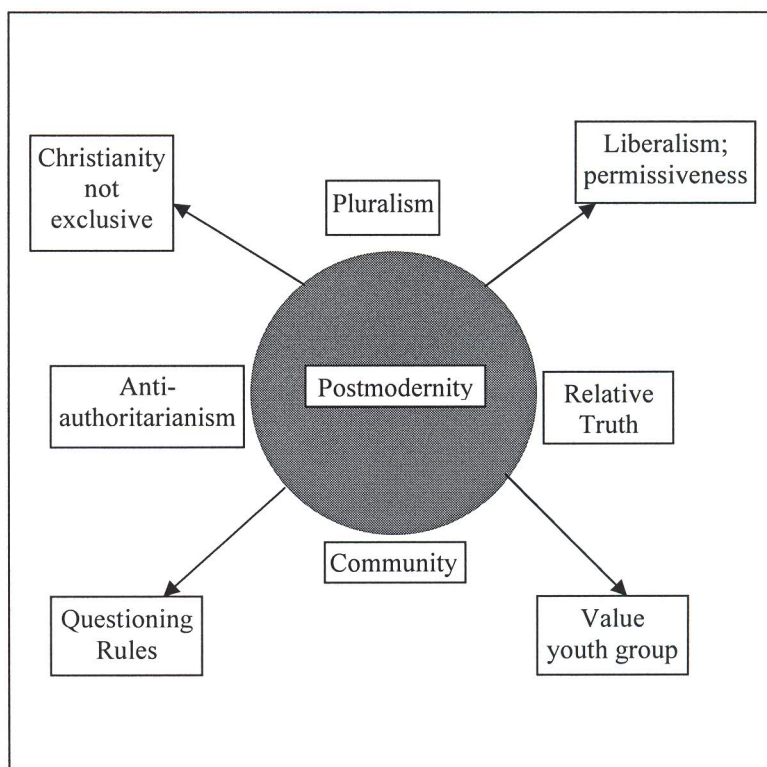 Christianity
not
exclusive
Pluralism
Liberalism;
permissiveness
Anti-
authoritarianism
Postmodernity
Relative
Truth
Community
Questioning
Rules
Value
youth group